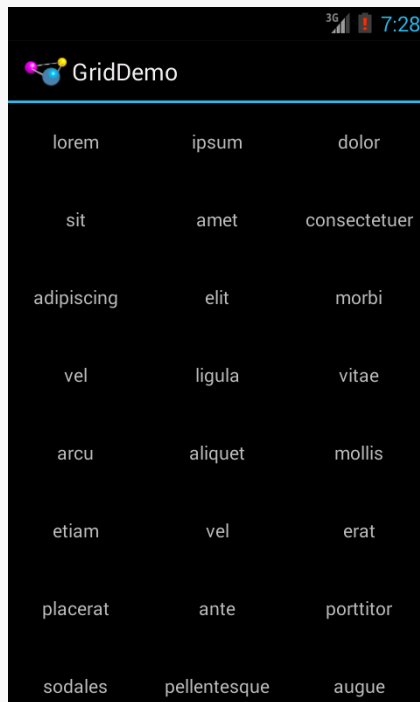 3G 7:28
GridDemo
lorem ipsum dolor
sit amet consectetuer
adipiscing elit morbi
vel ligula vitae
arcu aliquet mollis
etiam vel erat
placerat ante porttitor
sodales pellentesque augue